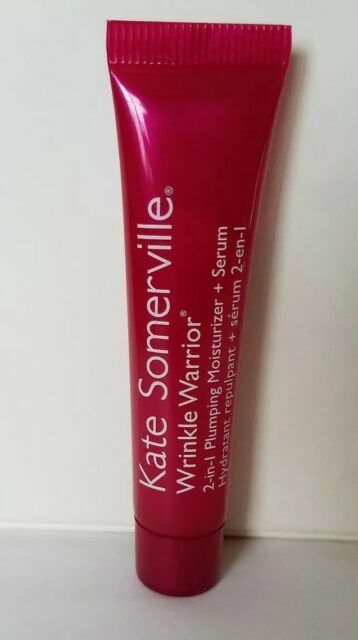 Kate Somerville®
Wrinkle Warrior®
2-in-1 Plumping Moisturizer + Serum
Hydratant repulpant + sérum 2-en-1